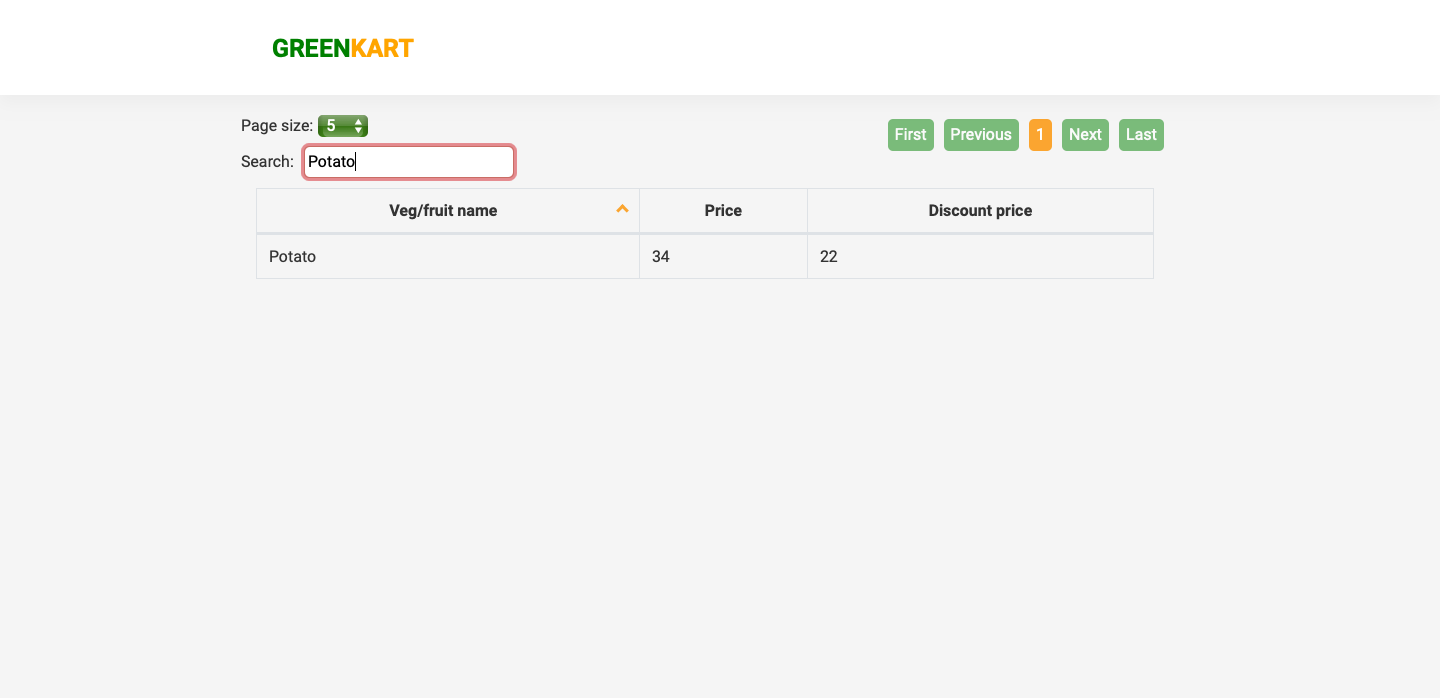 GREENKART
Page size: 5
First Previous 1 Next Last
Search: Potato
Veg/fruit name Price Discount price
Potato 34 22